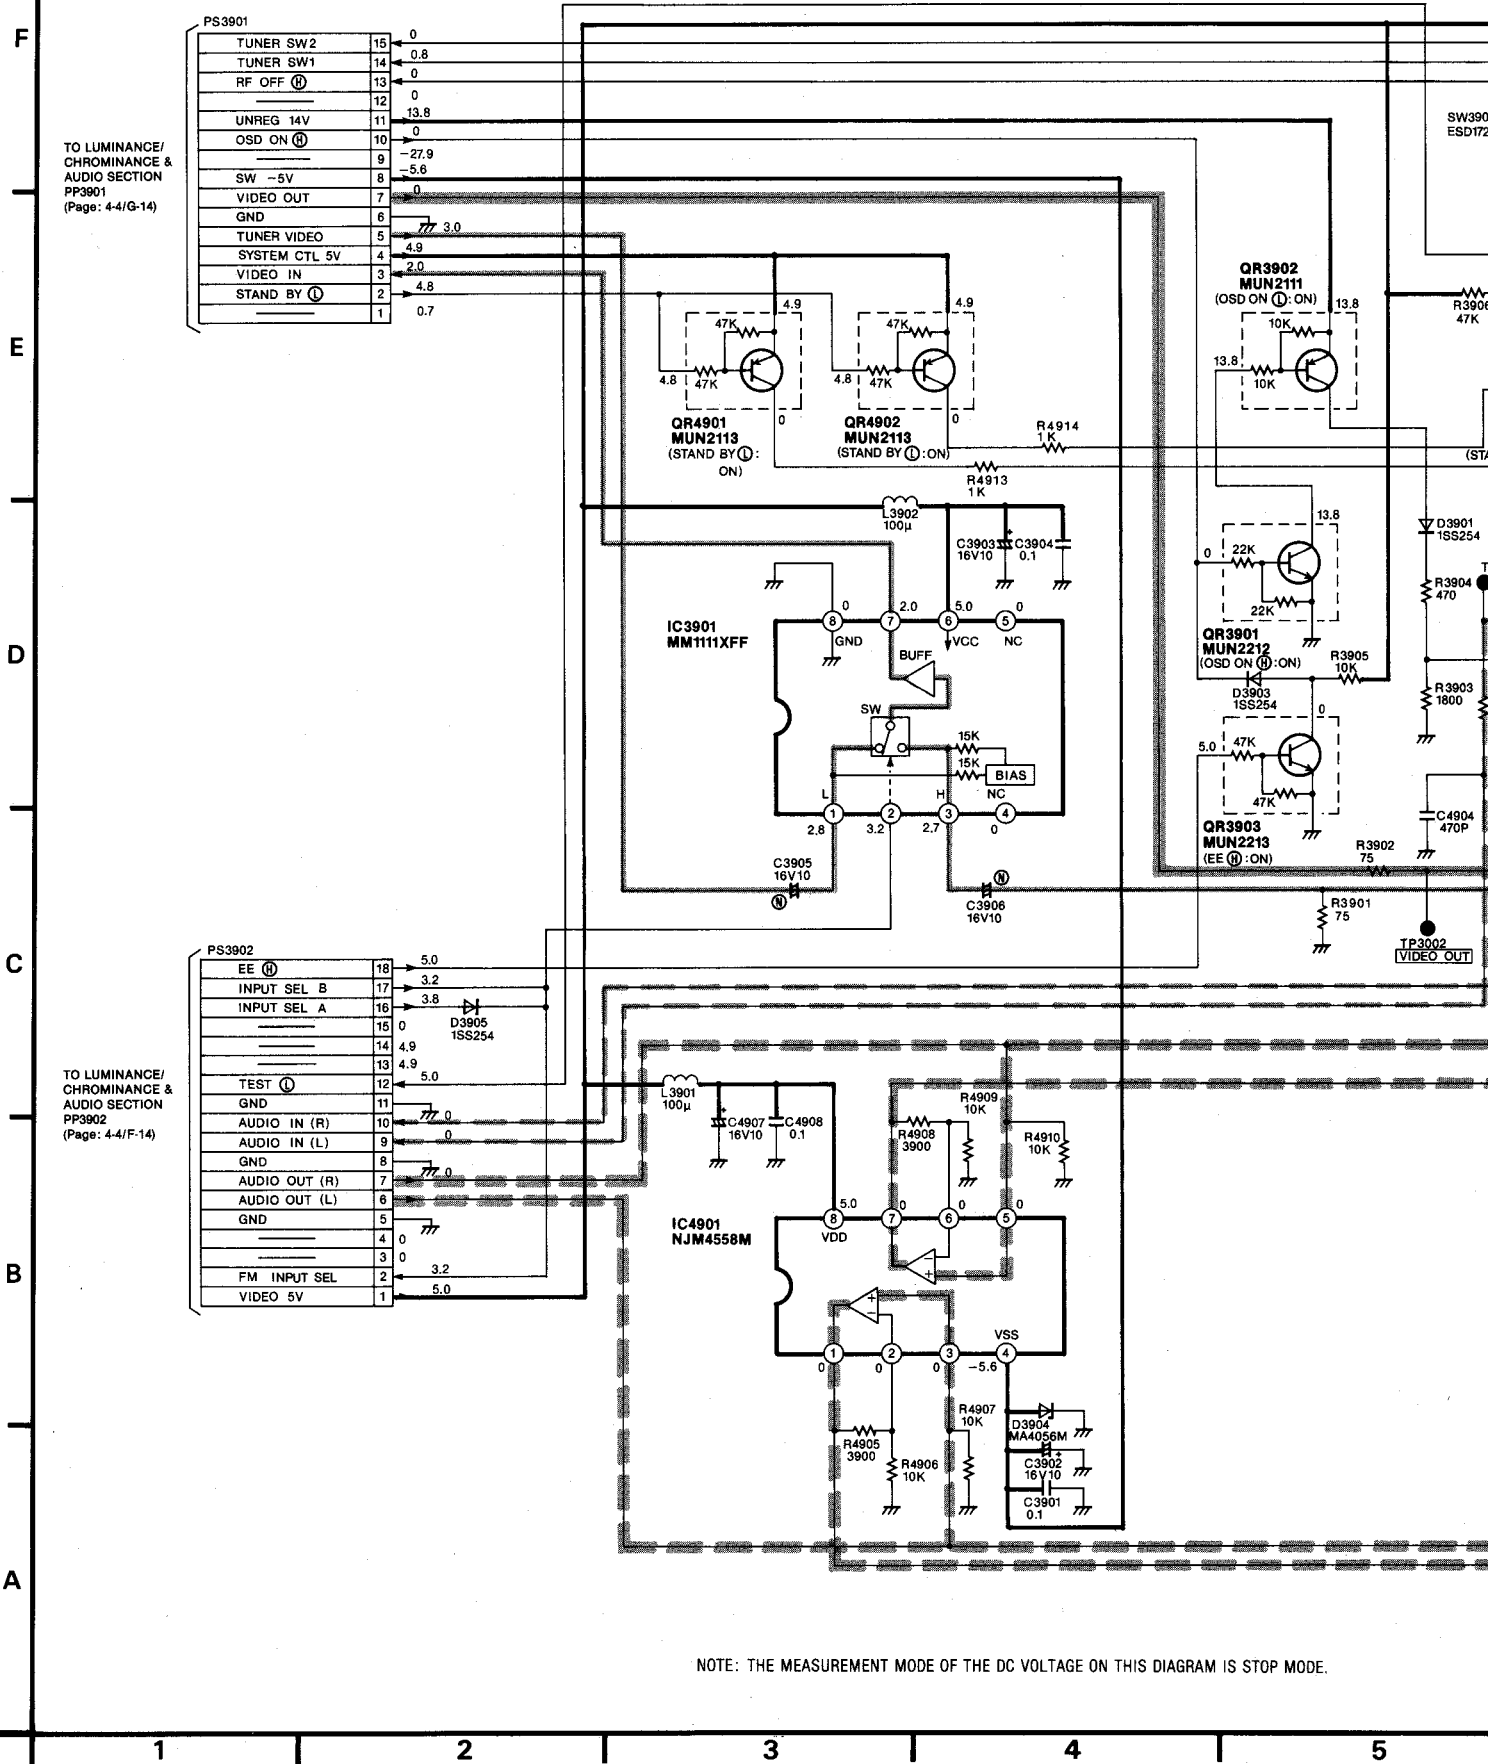 F
PS3901
TUNER SW2 15 0
TUNER SW1 14 0.8
RF OFF Ⓗ 13 0
12 0
UNREG 14V 11 13.8
OSD ON Ⓗ 10 0
9 −27.9
SW −5V 8 −5.6
VIDEO OUT 7 0
GND 6
TUNER VIDEO 5 3.0
SYSTEM CTL 5V 4 4.9
VIDEO IN 3 2.0
STAND BY Ⓛ 2 4.8
1 0.7
TO LUMINANCE/
CHROMINANCE &
AUDIO SECTION
PP3901
(Page: 4-4/G-14)
SW390
ESD172
E
4.9
47K
4.8
47K
0
QR4901
MUN2113
(STAND BY Ⓛ:
ON)
4.9
47K
4.8
47K
0
QR4902
MUN2113
(STAND BY Ⓛ:ON)
R4914
1K
R4913
1K
QR3902
MUN2111
(OSD ON Ⓛ:ON)
13.8
10K
13.8
10K
R3906
47K
(STA
D
L3902
100µ
C3903
16V10
+
C3904
0.1
IC3901
MM1111XFF
0
2.0
5.0
0
8
7
6
5
GND
VCC
NC
BUFF
SW
15K
15K
BIAS
L
H
NC
1
2
3
4
2.8
3.2
2.7
0
13.8
0
22K
22K
QR3901
MUN2212
(OSD ON Ⓗ:ON)
D3903
1SS254
R3905
10K
D3901
1SS254
R3904
470
T
R3903
1800
0
5.0
47K
47K
QR3903
MUN2213
(EE Ⓗ:ON)
C4904
470P
R3902
75
C3905
16V10
Ⓝ
Ⓝ
C3906
16V10
R3901
75
TP3002
VIDEO OUT
C
PS3902
EE Ⓗ 18 5.0
INPUT SEL B 17 3.2
INPUT SEL A 16 3.8
D3905
1SS254
15 0
14 4.9
13 4.9
TEST Ⓛ 12 5.0
GND 11
AUDIO IN (R) 10 0
AUDIO IN (L) 9 0
GND 8
AUDIO OUT (R) 7 0
AUDIO OUT (L) 6
GND 5
4 0
3 0
FM INPUT SEL 2 3.2
VIDEO 5V 1 5.0
TO LUMINANCE/
CHROMINANCE &
AUDIO SECTION
PP3902
(Page: 4-4/F-14)
L3901
100µ
+
C4907
16V10
C4908
0.1
R4908
3900
R4909
10K
R4910
10K
B
IC4901
NJM4558M
5.0
0
0
0
8
7
6
5
VDD
−
+
+
−
VSS
1
2
3
4
0
0
0
−5.6
R4905
3900
R4906
10K
R4907
10K
D3904
MA4056M
C3902
16V10
+
C3901
0.1
A
NOTE: THE MEASUREMENT MODE OF THE DC VOLTAGE ON THIS DIAGRAM IS STOP MODE.
1 2 3 4 5